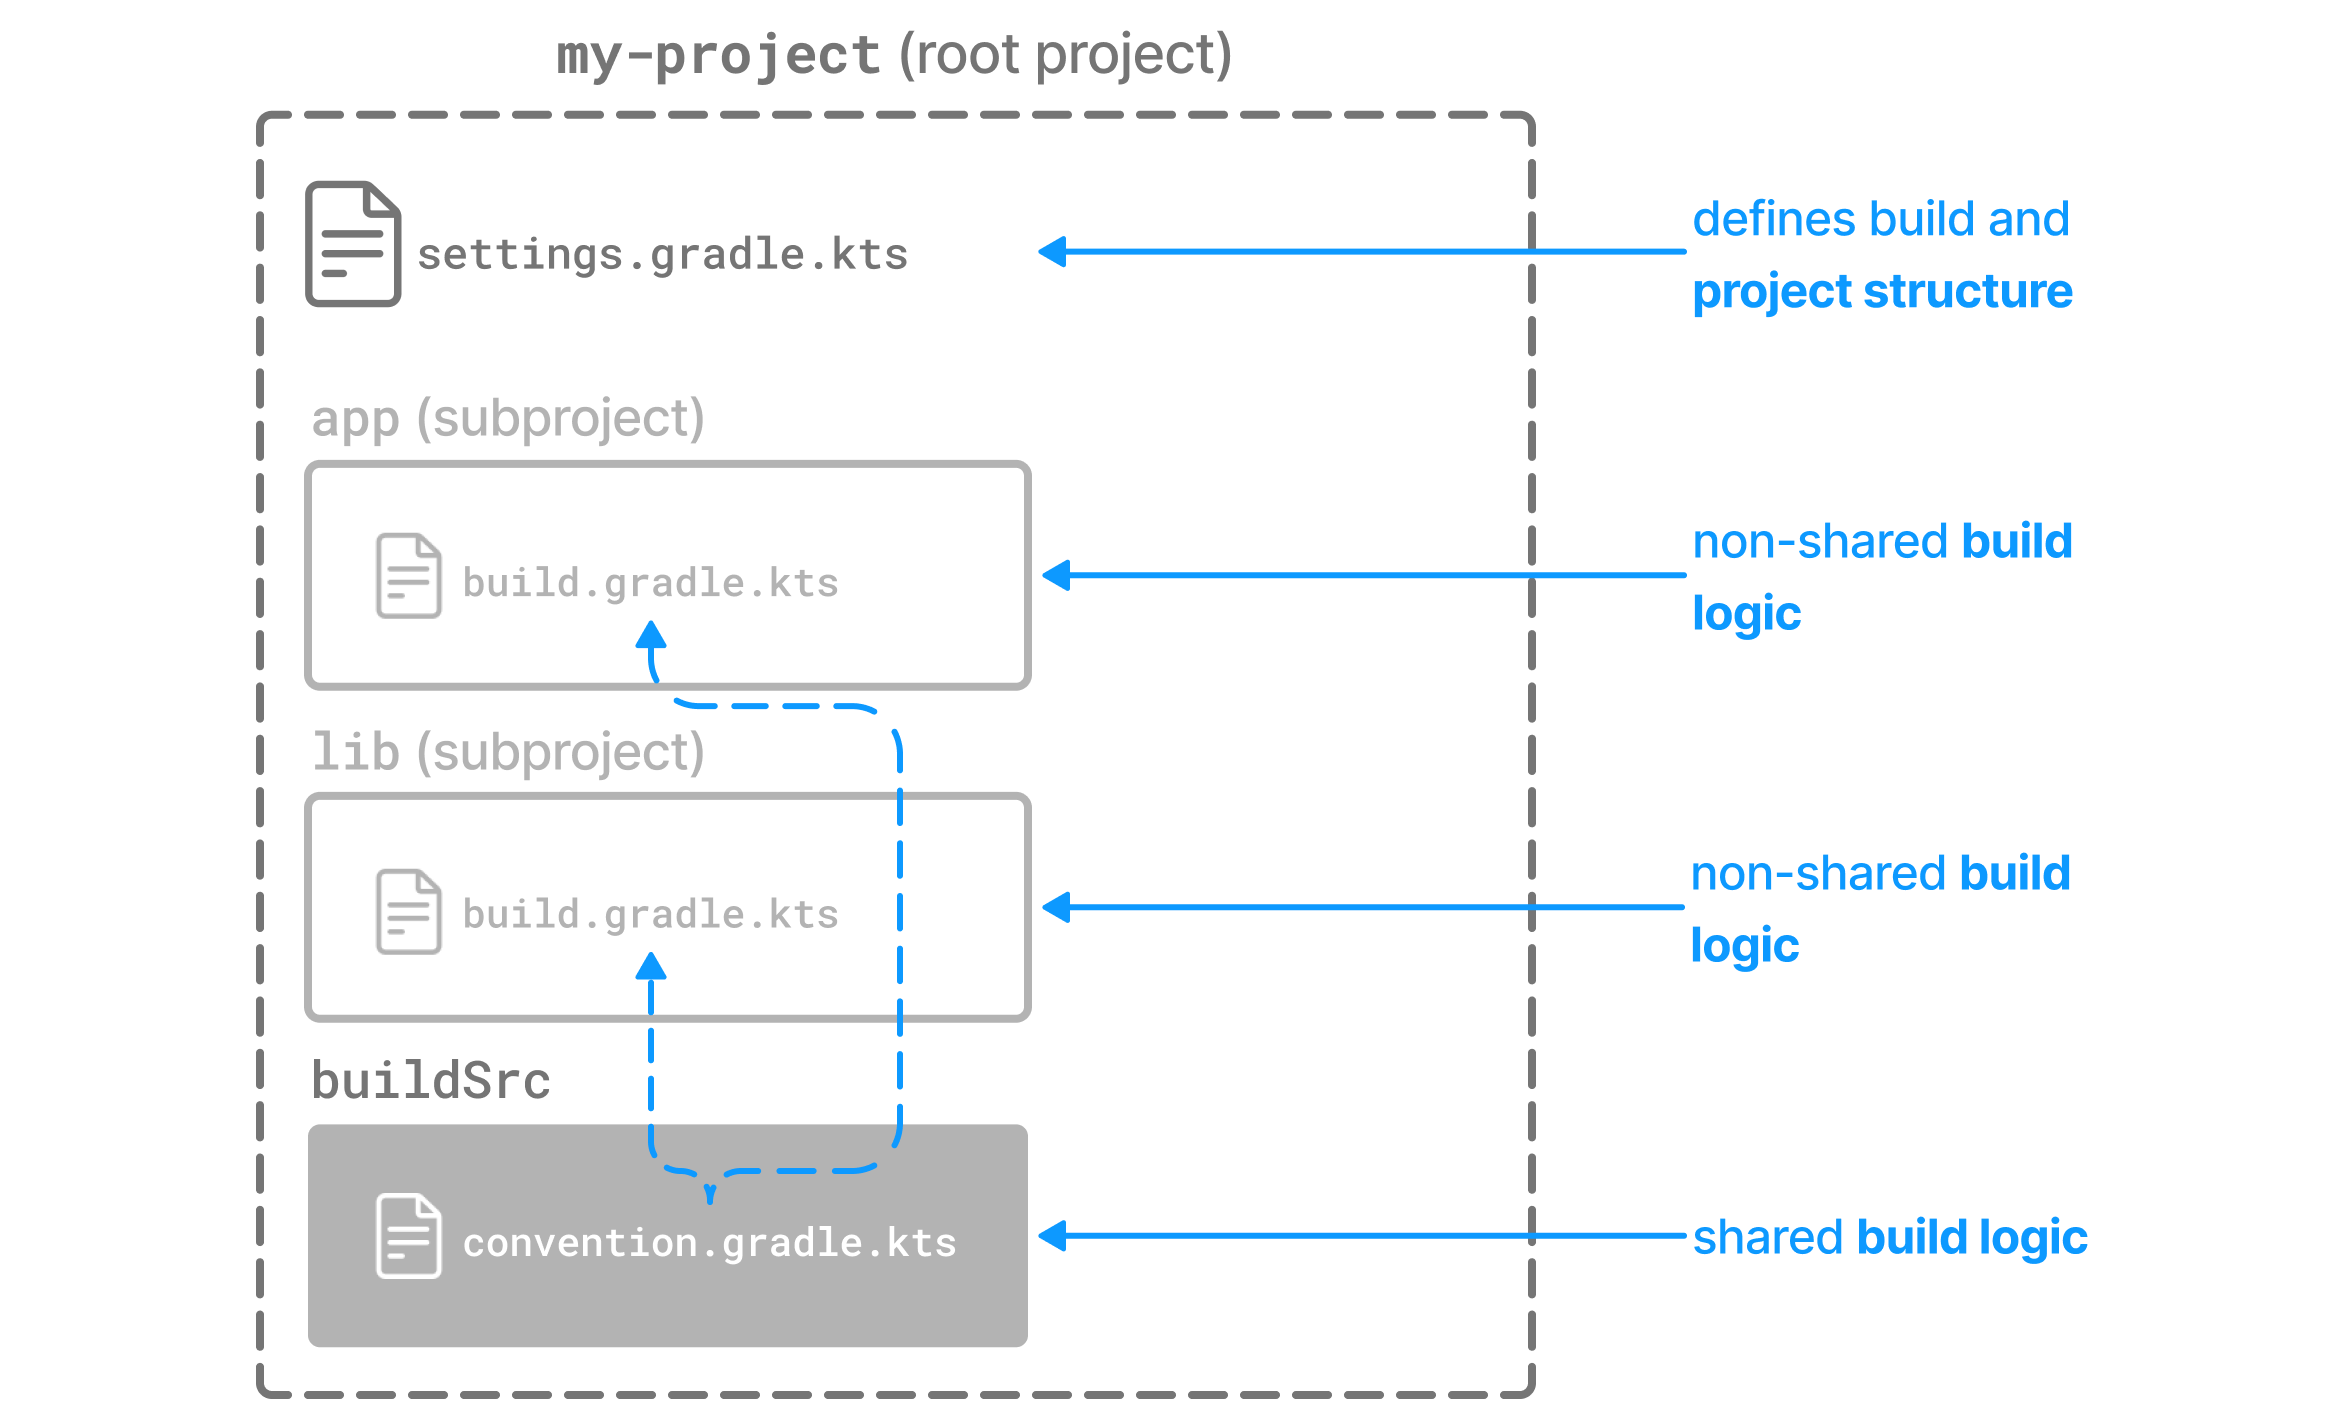 my-project (root project)
settings.gradle.kts
defines build and
project structure
app (subproject)
build.gradle.kts
non-shared build
logic
lib (subproject)
build.gradle.kts
non-shared build
logic
buildSrc
convention.gradle.kts
shared build logic